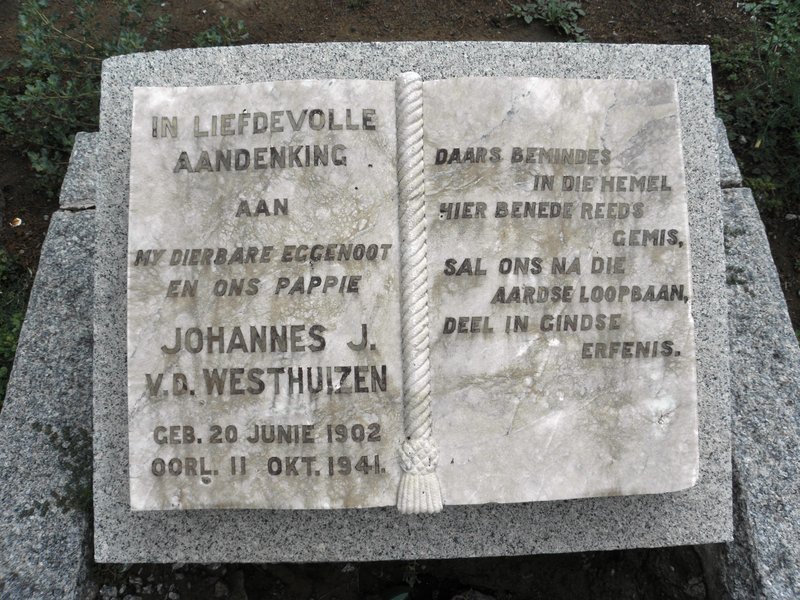 IN LIEFDEVOLLE
AANDENKING
AAN
MY DIERBARE EGGENOOT
EN ONS PAPPIE
JOHANNES J.
V.D. WESTHUIZEN
GEB. 20 JUNIE 1902
OORL. 11 OKT. 1941.
DAARS BEMINDES
IN DIE HEMEL
HIER BENEDE REEDS
GEMIS,
SAL ONS NA DIE
AARDSE LOOPBAAN,
DEEL IN GINDSE
ERFENIS.